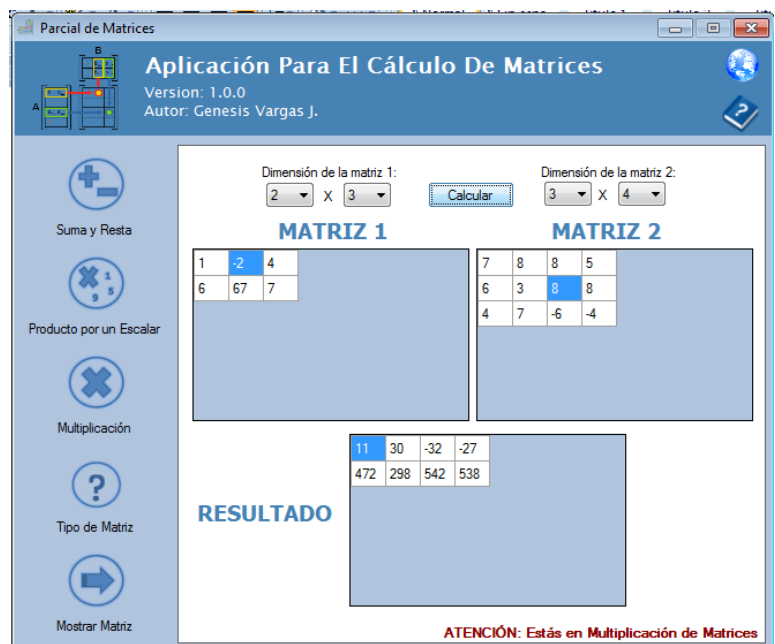 Parcial de Matrices
B
A
Aplicación Para El Cálculo De Matrices
Version: 1.0.0
Autor: Genesis Vargas J.
Suma y Resta
Producto por un Escalar
Multiplicación
Tipo de Matriz
Mostrar Matriz
Dimensión de la matriz 1:
2 X 3
Calcular
Dimensión de la matriz 2:
3 X 4
MATRIZ 1
1 -2 4
6 67 7
MATRIZ 2
7 8 8 5
6 3 8 8
4 7 -6 -4
RESULTADO
11 30 -32 -27
472 298 542 538
ATENCIÓN: Estás en Multiplicación de Matrices